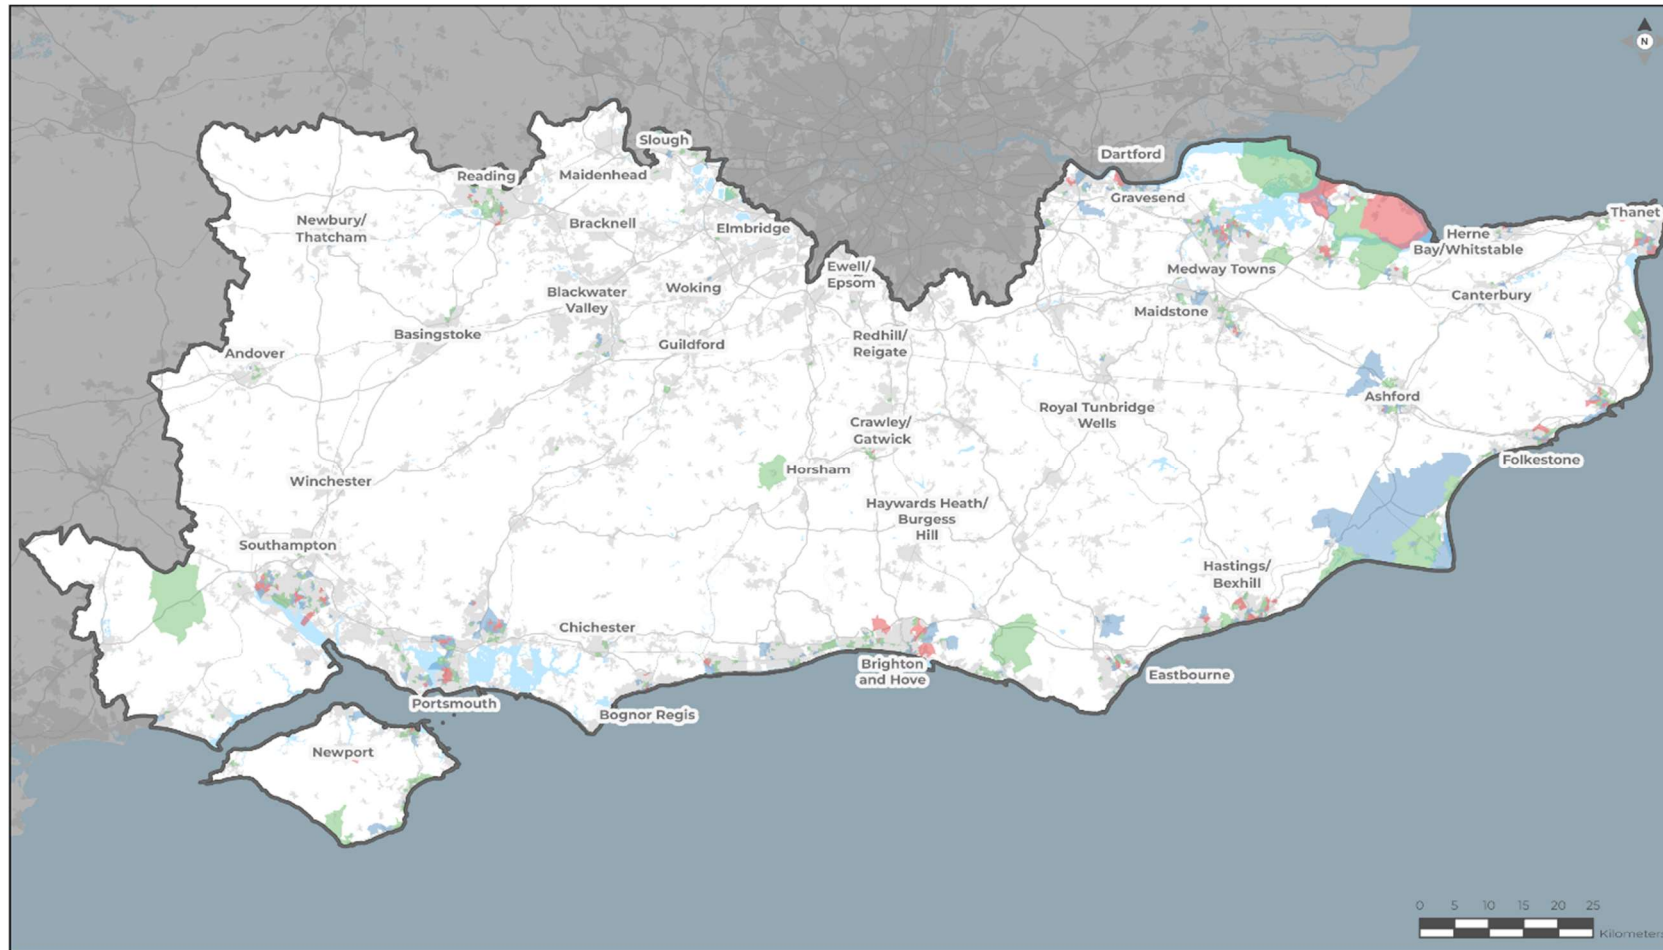 N
Slough
Dartford
Reading
Maidenhead
Gravesend
Thanet
Newbury/
Thatcham
Bracknell
Elmbridge
Herne
Bay/Whitstable
Ewell/
Epsom
Medway Towns
Blackwater
Valley
Woking
Canterbury
Maidstone
Basingstoke
Redhill/
Reigate
Guildford
Andover
Ashford
Royal Tunbridge
Wells
Crawley/
Gatwick
Folkestone
Horsham
Winchester
Haywards Heath/
Burgess
Hill
Southampton
Hastings/
Bexhill
Chichester
Brighton
and Hove
Eastbourne
Portsmouth
Bognor Regis
Newport
0 5 10 15 20 25
Kilometer